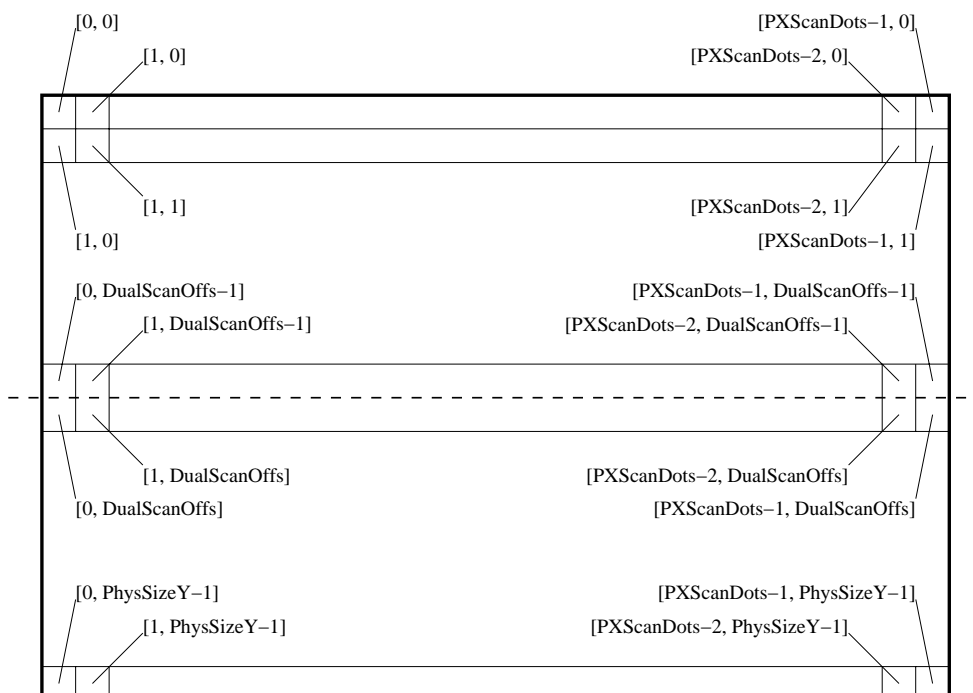 [0, 0] [PXScanDots−1, 0]
[1, 0] [PXScanDots−2, 0]
[1, 1] [PXScanDots−2, 1]
[1, 0] [PXScanDots−1, 1]
[0, DualScanOffs−1] [PXScanDots−1, DualScanOffs−1]
[1, DualScanOffs−1] [PXScanDots−2, DualScanOffs−1]
[1, DualScanOffs] [PXScanDots−2, DualScanOffs]
[0, DualScanOffs] [PXScanDots−1, DualScanOffs]
[0, PhysSizeY−1] [PXScanDots−1, PhysSizeY−1]
[1, PhysSizeY−1] [PXScanDots−2, PhysSizeY−1]